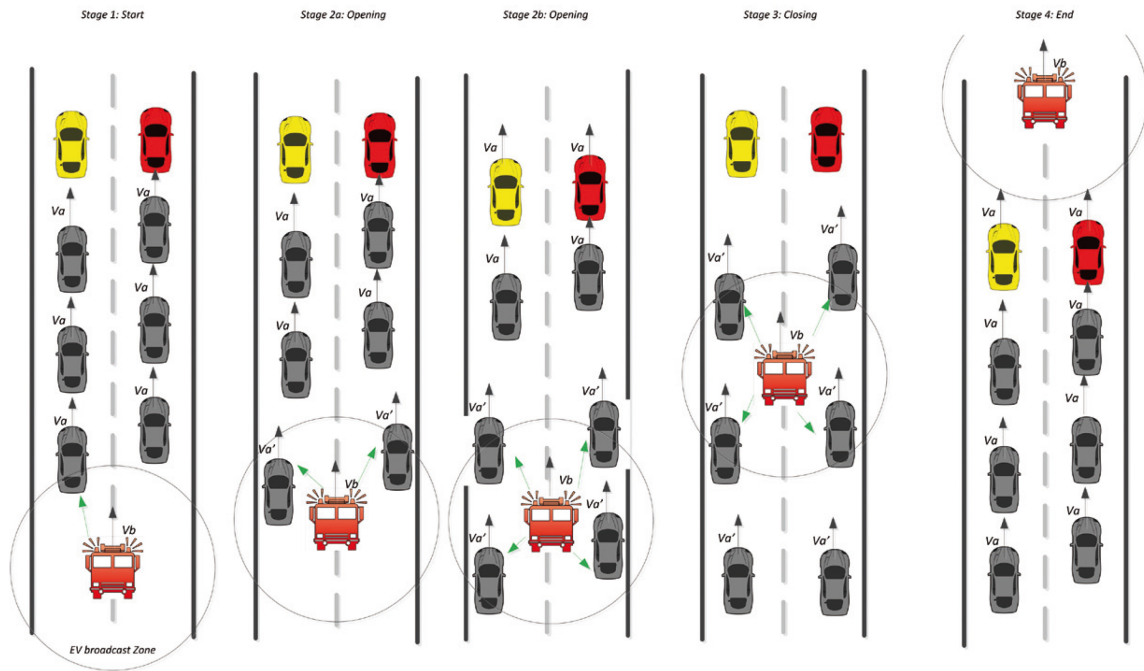 Stage 1: Start
Stage 2a: Opening
Stage 2b: Opening
Stage 3: Closing
Stage 4: End
Va
Va
Va
Va
Va
Va
Vb
EV broadcast Zone
Va
Va
Va
Va
Va'
Va'
Vb
Va
Va
Va
Va
Va'
Va'
Vb
Va'
Va'
Va'
Va'
Vb
Va'
Va'
Va'
Va'
Vb
Va
Va
Va
Va
Va
Va
Va
Va